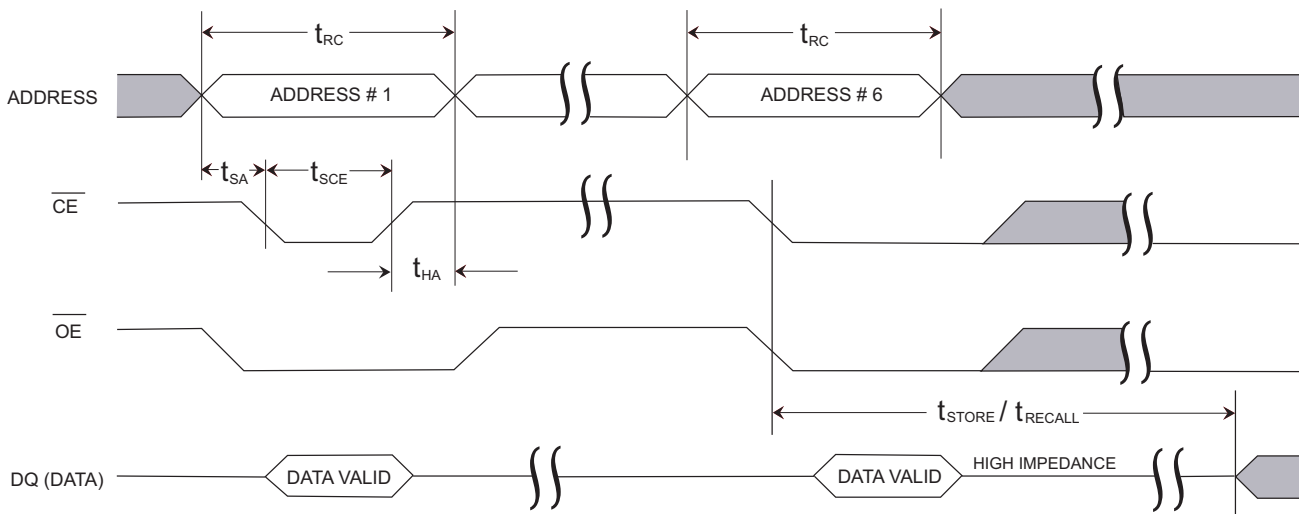 tRC
tRC
ADDRESS
ADDRESS # 1
ADDRESS # 6
tSA
tSCE
CE
tHA
OE
tSTORE / tRECALL
DQ (DATA)
DATA VALID
DATA VALID
HIGH IMPEDANCE